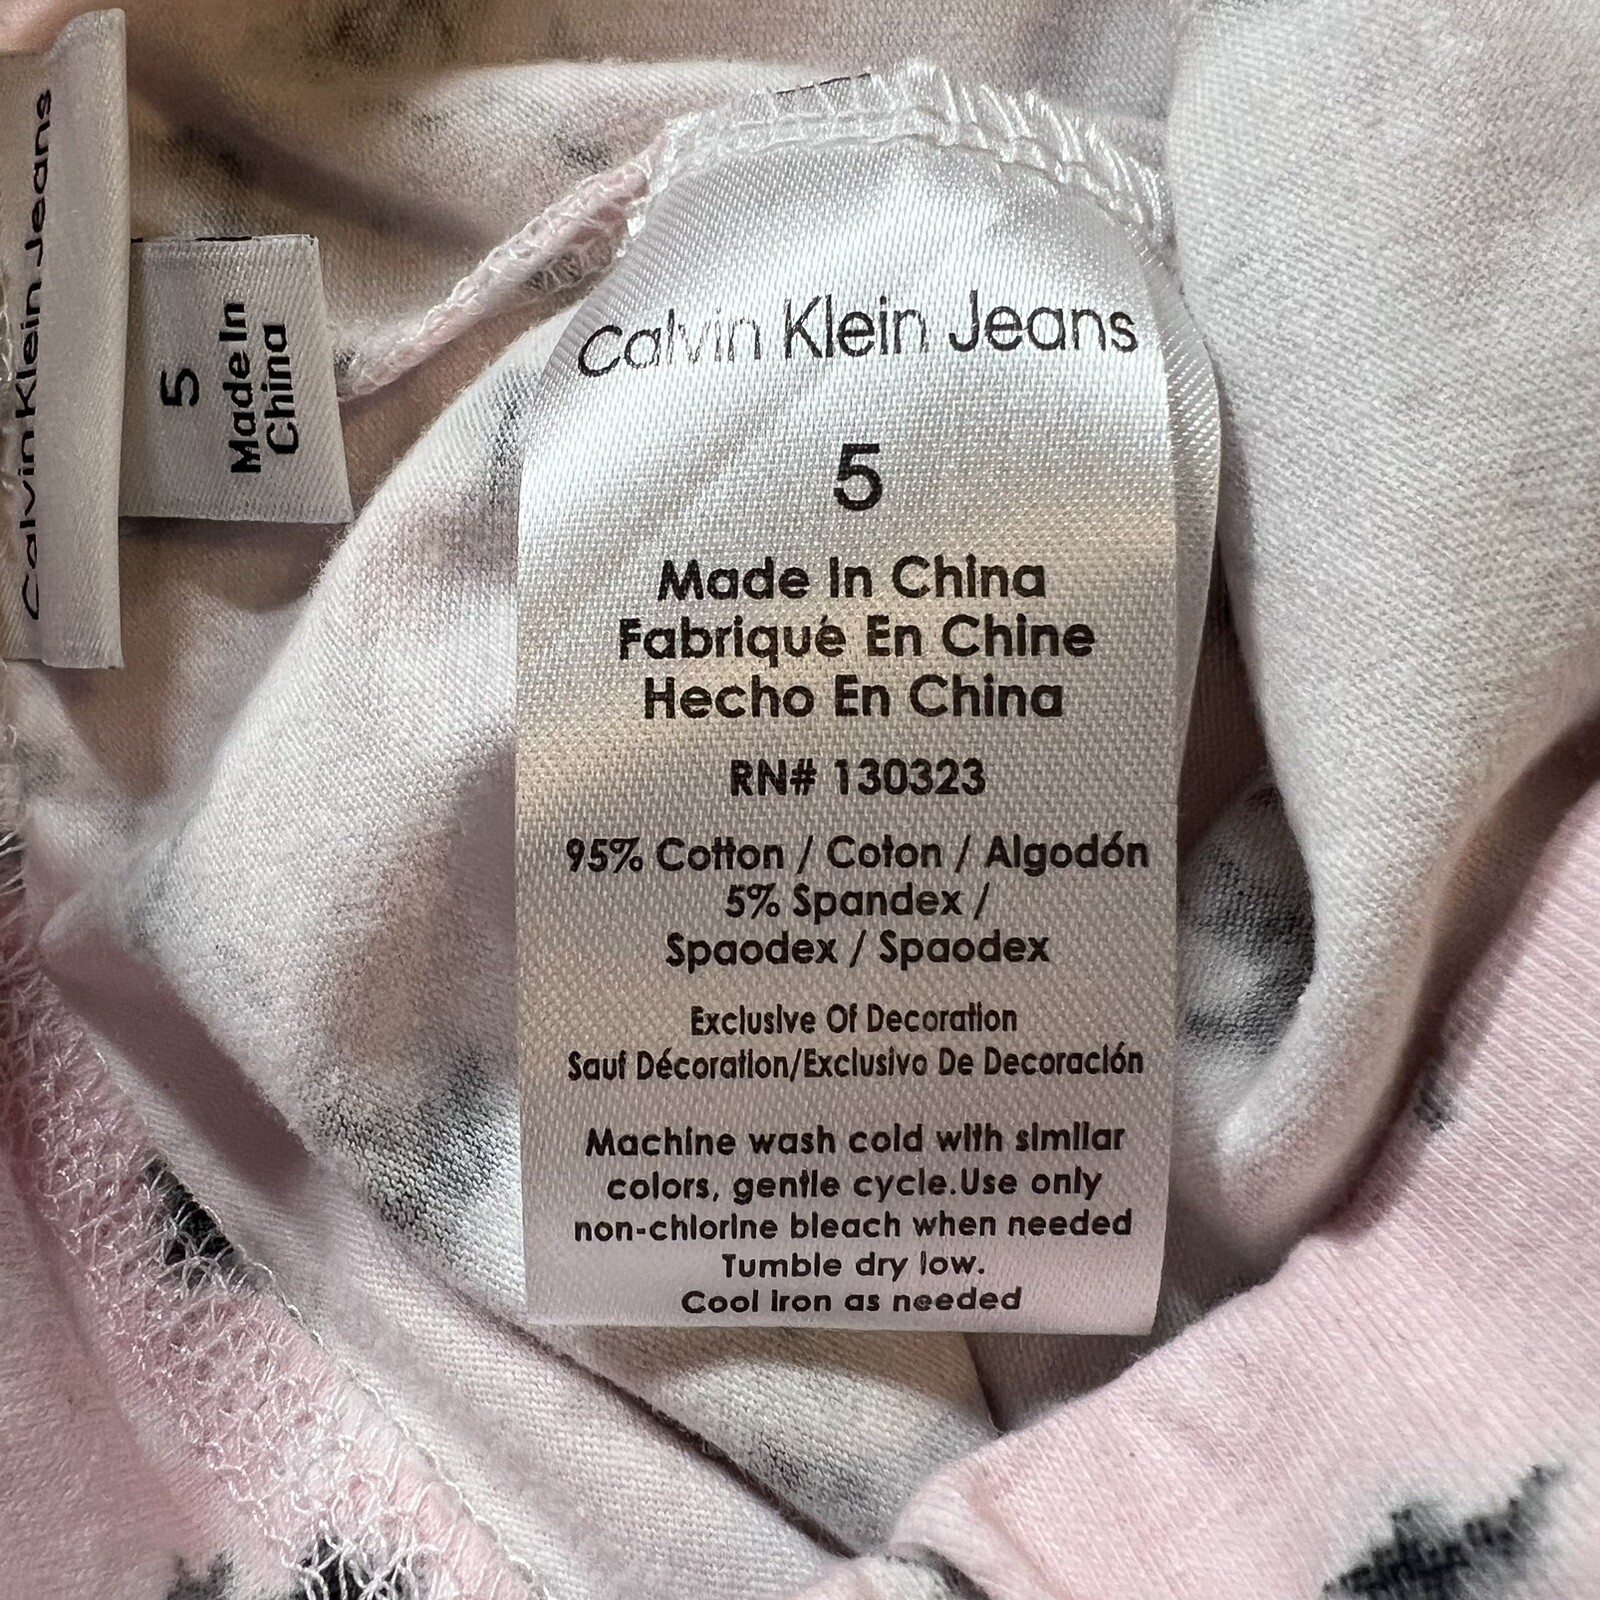 Calvin Klein Jeans
5
Made In
China
Calvin Klein Jeans
5
Made In China
Fabriqué En Chine
Hecho En China
RN# 130323
95% Cotton / Coton / Algodón
5% Spandex /
Spaodex / Spaodex
Exclusive Of Decoration
Sauf Décoration/Exclusivo De Decoración
Machine wash cold with similar
colors, gentle cycle.Use only
non-chlorine bleach when needed
Tumble dry low.
Cool Iron as needed